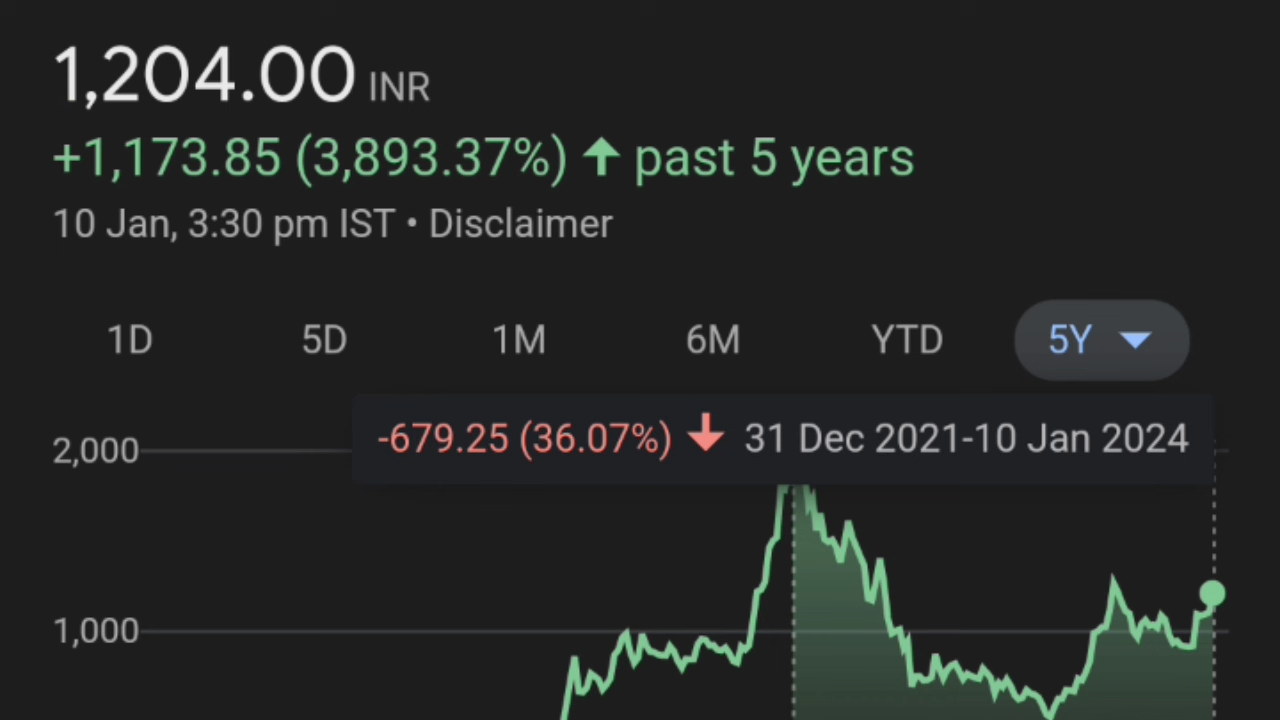 1,204.00 INR
+1,173.85 (3,893.37%) ↑ past 5 years
10 Jan, 3:30 pm IST • Disclaimer
1D 5D 1M 6M YTD 5Y
2,000 -679.25 (36.07%) ↓ 31 Dec 2021-10 Jan 2024
1,000